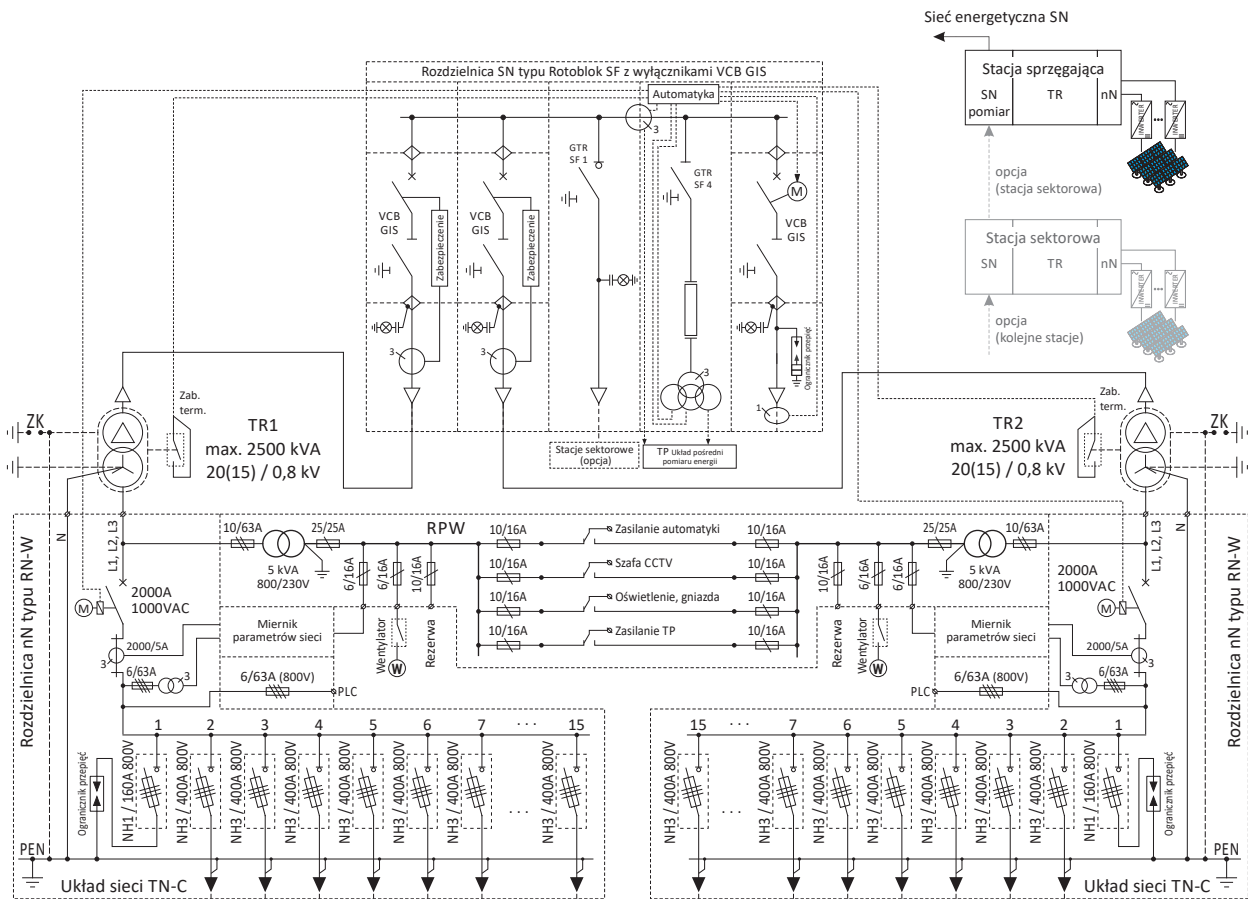 Sieć energetyczna SN
Stacja sprzęgająca
SN
pomiar
TR
nN
INWERTER
INWERTER
opcja
(stacja sektorowa)
Stacja sektorowa
SN
TR
nN
INWERTER
INWERTER
opcja
(kolejne stacje)
Rozdzielnica SN typu Rotoblok SF z wyłącznikami VCB GIS
Automatyka
3
GTR
SF 1
GTR
SF 4
M
VCB
GIS
Zabezpieczenie
VCB
GIS
Zabezpieczenie
VCB
GIS
3
3
3
Ogranicznik przepięć
1
Stacje sektorowe
(opcja)
TP Układ pośredni
pomiaru energii
ZK
Zab.
term.
TR1
max. 2500 kVA
20(15) / 0,8 kV
TR2
max. 2500 kVA
20(15) / 0,8 kV
Zab.
term.
ZK
Rozdzielnica nN typu RN-W
N
L1, L2, L3
10/63A
25/25A
RPW
5 kVA
800/230V
6/16A
6/16A
10/16A
10/16A
Zasilanie automatyki
10/16A
10/16A
Szafa CCTV
10/16A
10/16A
Oświetlenie, gniazda
10/16A
10/16A
Zasilanie TP
10/16A
25/25A
10/63A
5 kVA
800/230V
10/16A
6/16A
6/16A
L1, L2, L3
N
Rozdzielnica nN typu RN-W
M
2000A
1000VAC
Miernik
parametrów sieci
2000/5A
3
6/63A
3
6/63A (800V)
PLC
Wentylator
W
Rezerwa
Rezerwa
Wentylator
W
Miernik
parametrów sieci
2000A
1000VAC
M
2000/5A
3
3
6/63A
PLC
6/63A (800V)
1
2
3
4
5
6
7
· · ·
15
NH1 / 160A 800V
NH3 / 400A 800V
NH3 / 400A 800V
NH3 / 400A 800V
NH3 / 400A 800V
NH3 / 400A 800V
NH3 / 400A 800V
· · ·
NH3 / 400A 800V
Ogranicznik przepięć
PEN
Układ sieci TN-C
15
· · ·
7
6
5
4
3
2
1
NH3 / 400A 800V
· · ·
NH3 / 400A 800V
NH3 / 400A 800V
NH3 / 400A 800V
NH3 / 400A 800V
NH3 / 400A 800V
NH3 / 400A 800V
NH1 / 160A 800V
Ogranicznik przepięć
PEN
Układ sieci TN-C